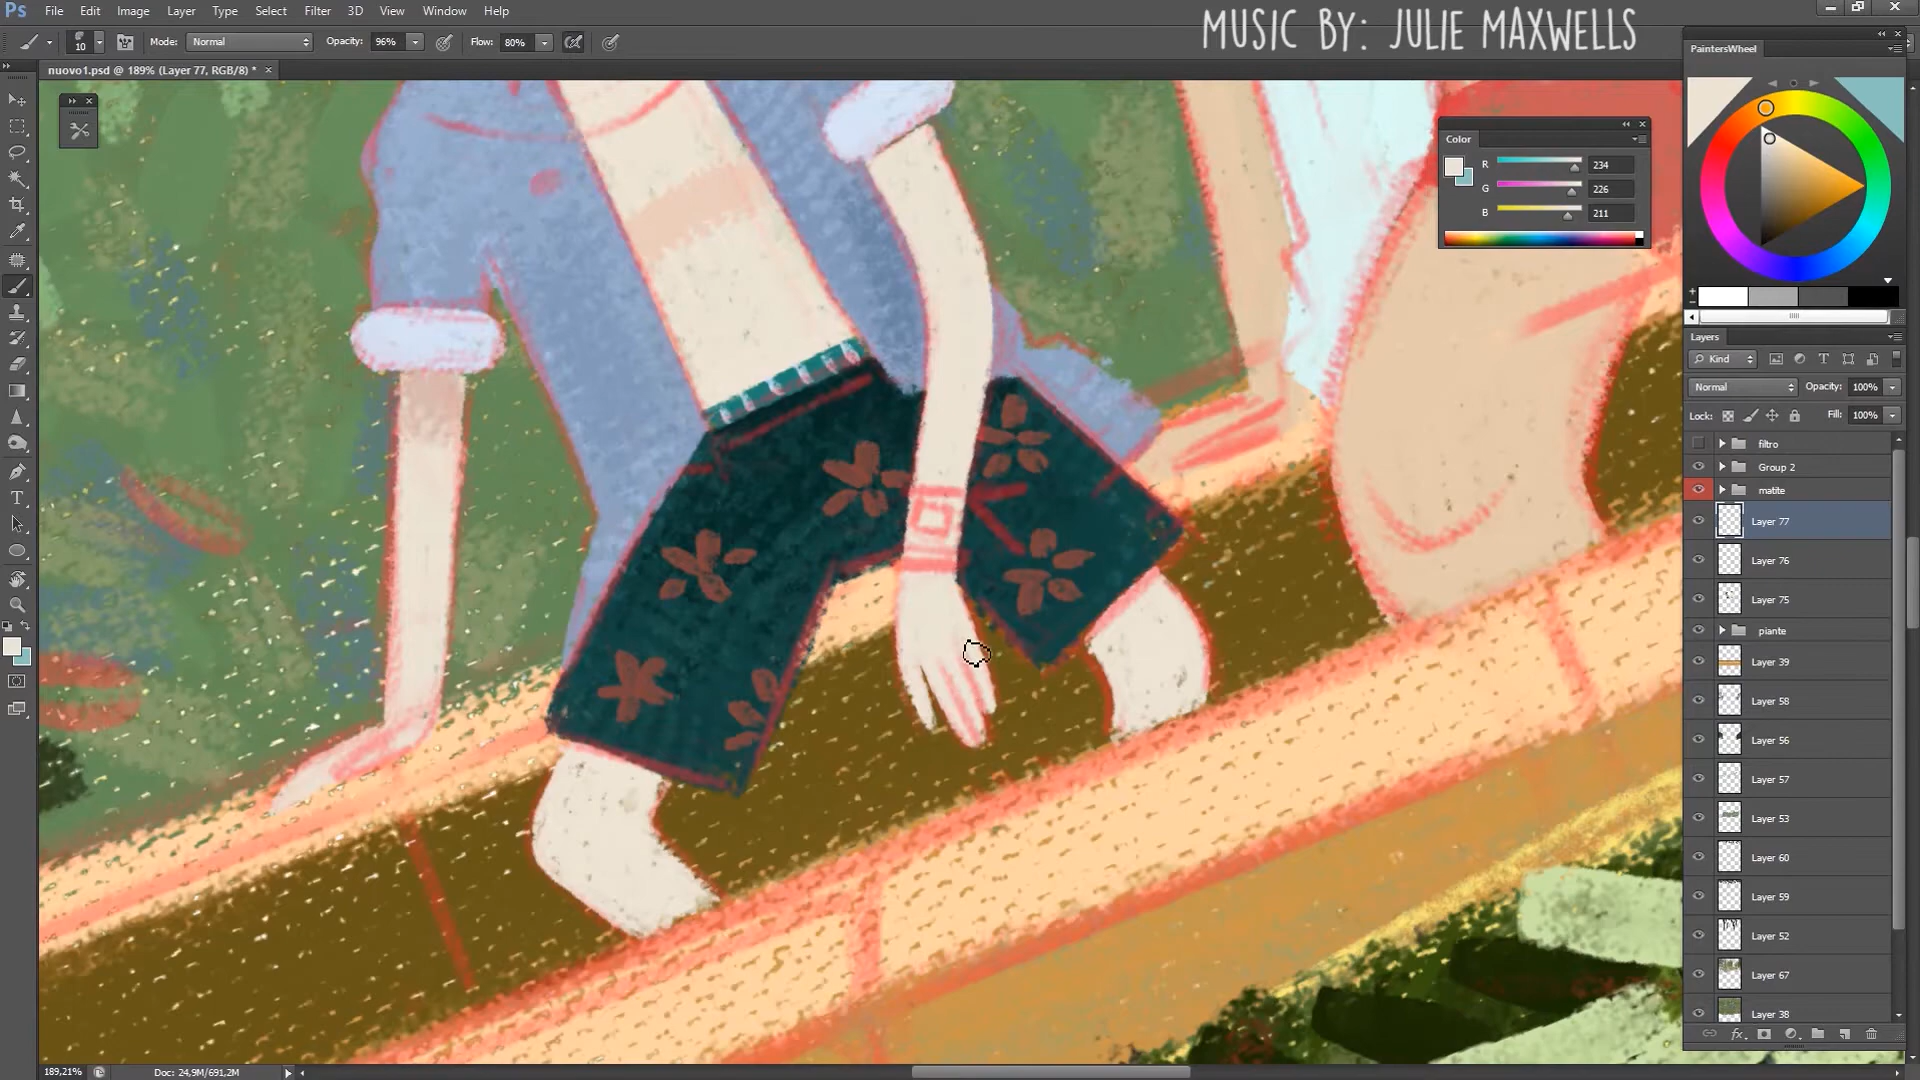 MUSIC BY: JULIE MAXWELLS
Ps File Edit Image Layer Type Select Filter 3D View Window Help
10 Mode: Normal Opacity: 96% Flow: 80%
nuovo1.psd @ 189% (Layer 77, RGB/8) *
PaintersWheel
Color
R 234
G 226
B 211
Layers
Kind
Normal Opacity: 100%
Lock: Fill: 100%
filtro
Group 2
matite
Layer 77
Layer 76
Layer 75
piante
Layer 39
Layer 58
Layer 56
Layer 57
Layer 53
Layer 60
Layer 59
Layer 52
Layer 67
Layer 38
189,21% Doc: 24,9M/691,2M